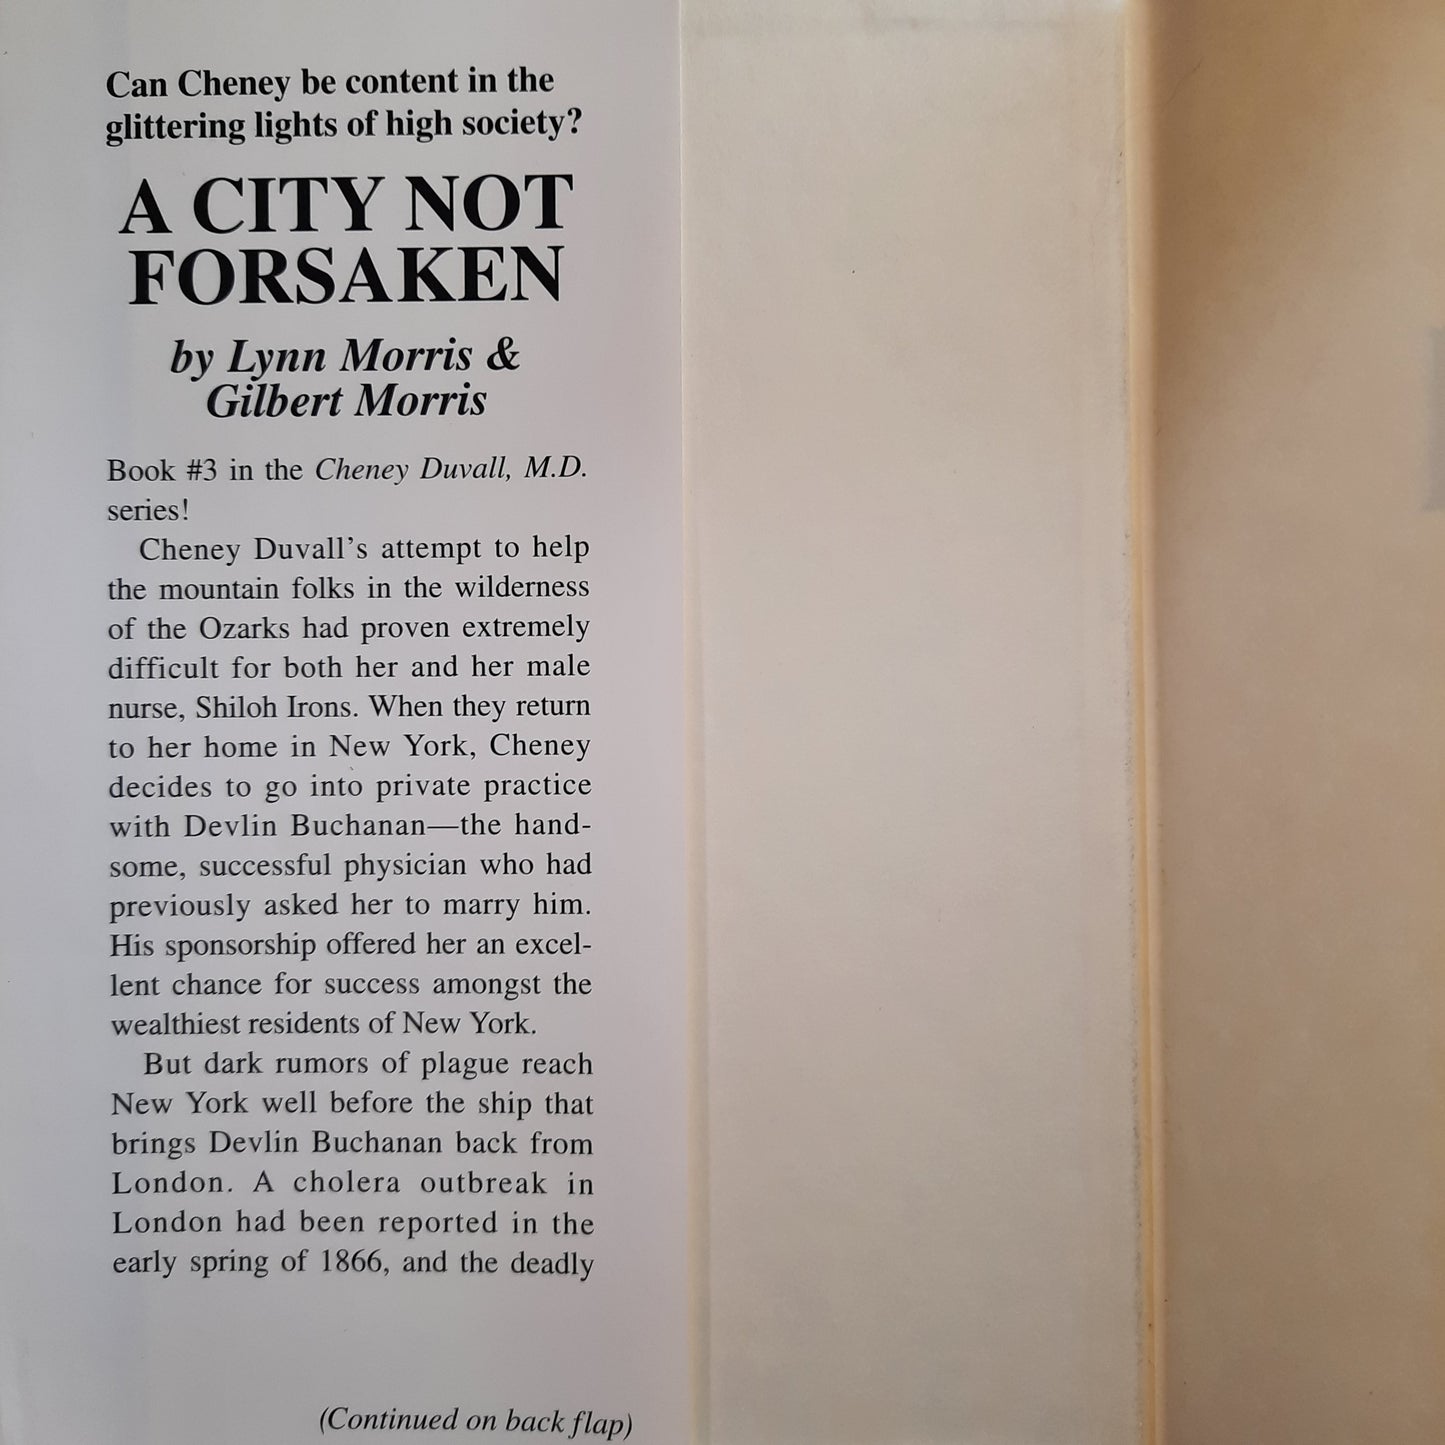 Can Cheney be content in the
glittering lights of high society?
A CITY NOT
FORSAKEN
by Lynn Morris &
Gilbert Morris
Book #3 in the Cheney Duvall, M.D.
series!
Cheney Duvall’s attempt to help
the mountain folks in the wilderness
of the Ozarks had proven extremely
difficult for both her and her male
nurse, Shiloh Irons. When they return
to her home in New York, Cheney
decides to go into private practice
with Devlin Buchanan—the hand-
some, successful physician who had
previously asked her to marry him.
His sponsorship offered her an excel-
lent chance for success amongst the
wealthiest residents of New York.
But dark rumors of plague reach
New York well before the ship that
brings Devlin Buchanan back from
London. A cholera outbreak in
London had been reported in the
early spring of 1866, and the deadly
(Continued on back flap)